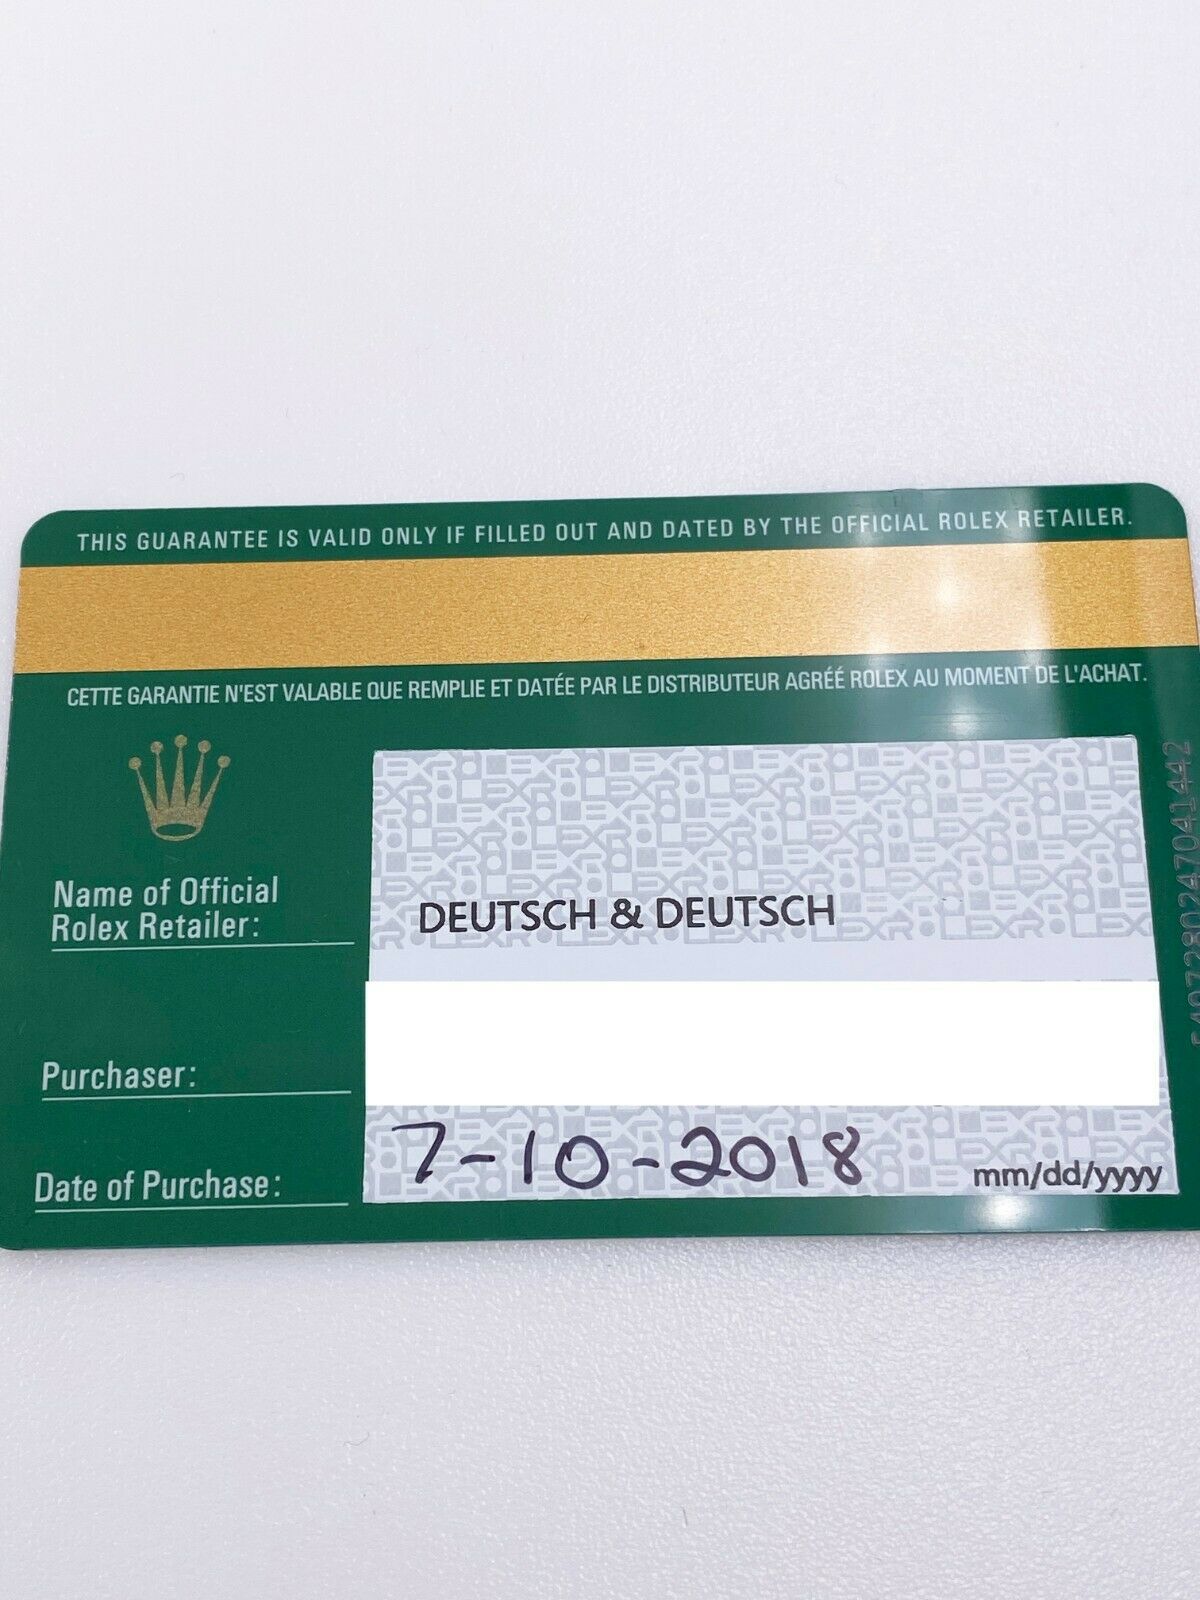 THIS GUARANTEE IS VALID ONLY IF FILLED OUT AND DATED BY THE OFFICIAL ROLEX RETAILER.
CETTE GARANTIE N'EST VALABLE QUE REMPLIE ET DATÉE PAR LE DISTRIBUTEUR AGRÉÉ ROLEX AU MOMENT DE L'ACHAT.
Name of Official
Rolex Retailer:
DEUTSCH & DEUTSCH
Purchaser:
Date of Purchase:
7-10-2018
mm/dd/yyyy